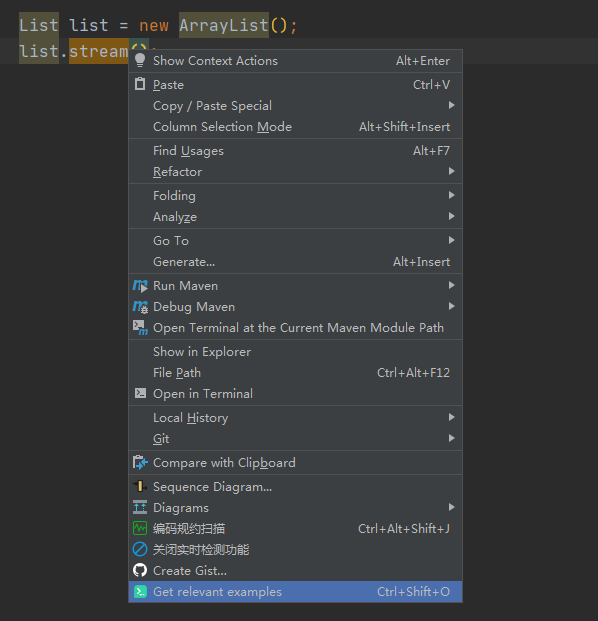 List list = new ArrayList();
list.stream();
Show Context Actions Alt+Enter
Paste Ctrl+V
Copy / Paste Special
Column Selection Mode Alt+Shift+Insert
Find Usages Alt+F7
Refactor
Folding
Analyze
Go To
Generate... Alt+Insert
Run Maven
Debug Maven
Open Terminal at the Current Maven Module Path
Show in Explorer
File Path Ctrl+Alt+F12
Open in Terminal
Local History
Git
Compare with Clipboard
Sequence Diagram...
Diagrams
编码规约扫描 Ctrl+Alt+Shift+J
关闭实时检测功能
Create Gist...
Get relevant examples Ctrl+Shift+O